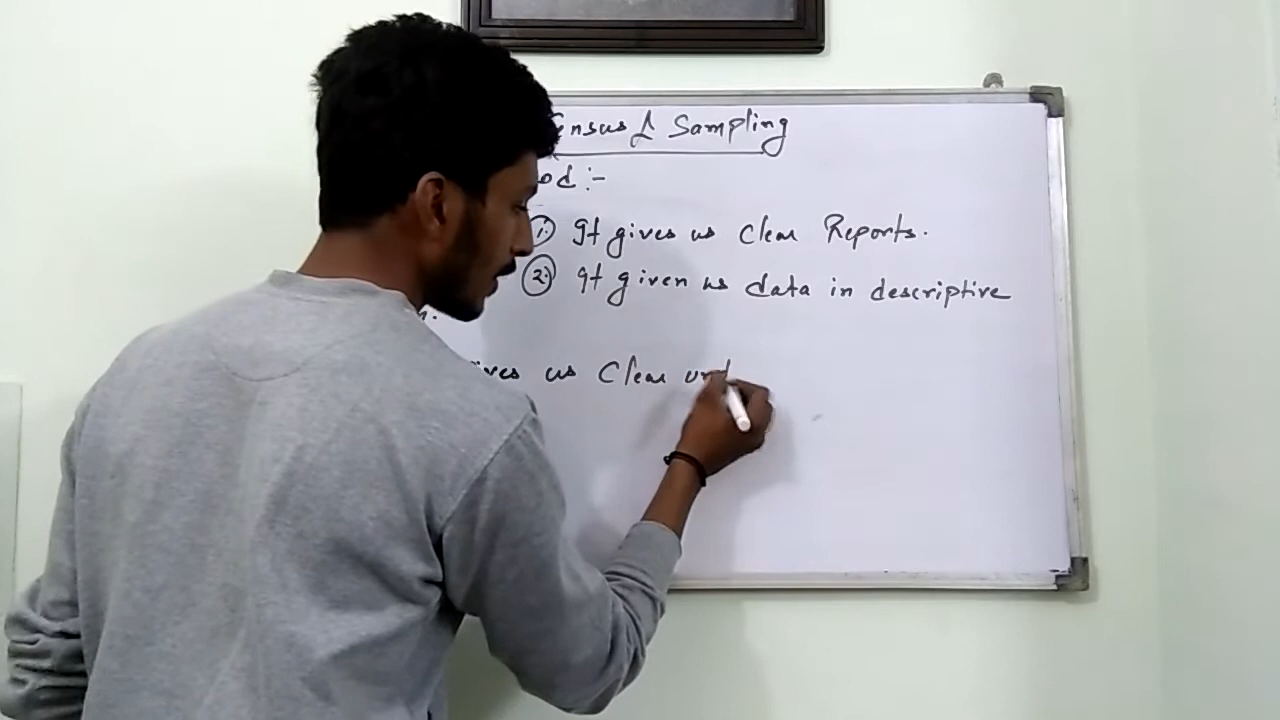 ensus & Sampling
od :-
1. It gives us Clear Reports.
2. It given us data in descriptive
n.
ives us Clear und